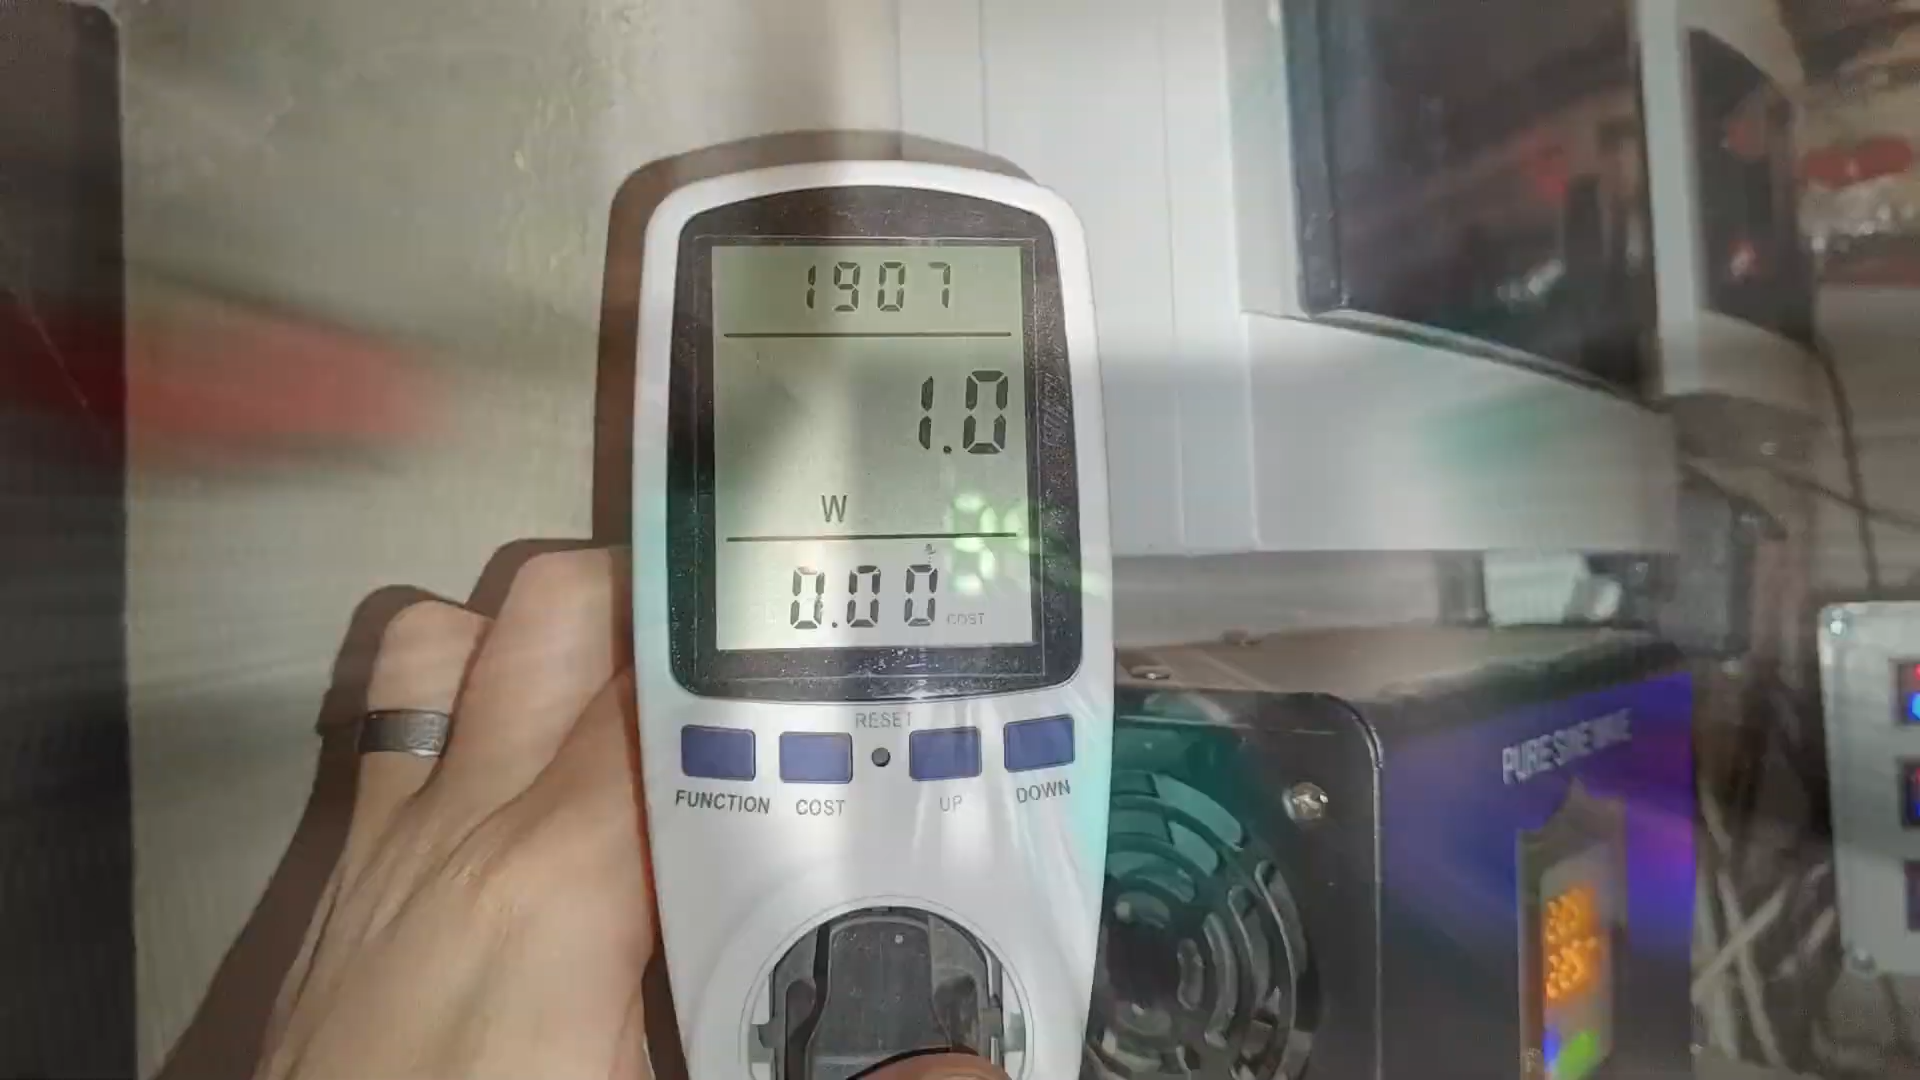 1907
1.0
W
0.00 COST
RESET
FUNCTION COST UP DOWN
PURE SINE WAVE